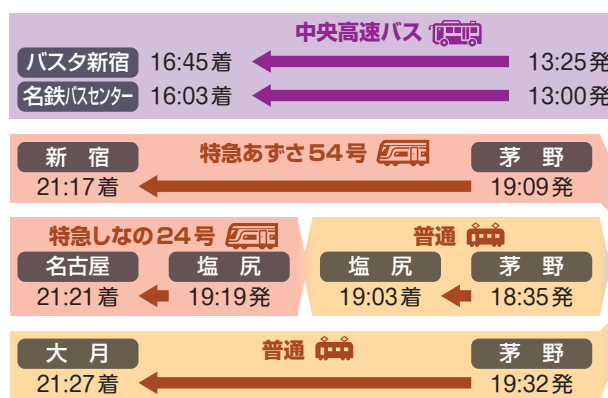 中央高速バス
バスタ新宿 16:45着 13:25発
名鉄バスセンター 16:03着 13:00発
特急あずさ54号
新宿 茅野
21:17着 19:09発
特急しなの24号 普通
名古屋 塩尻 塩尻 茅野
21:21着 19:19発 19:03着 18:35発
普通
大月 茅野
21:27着 19:32発